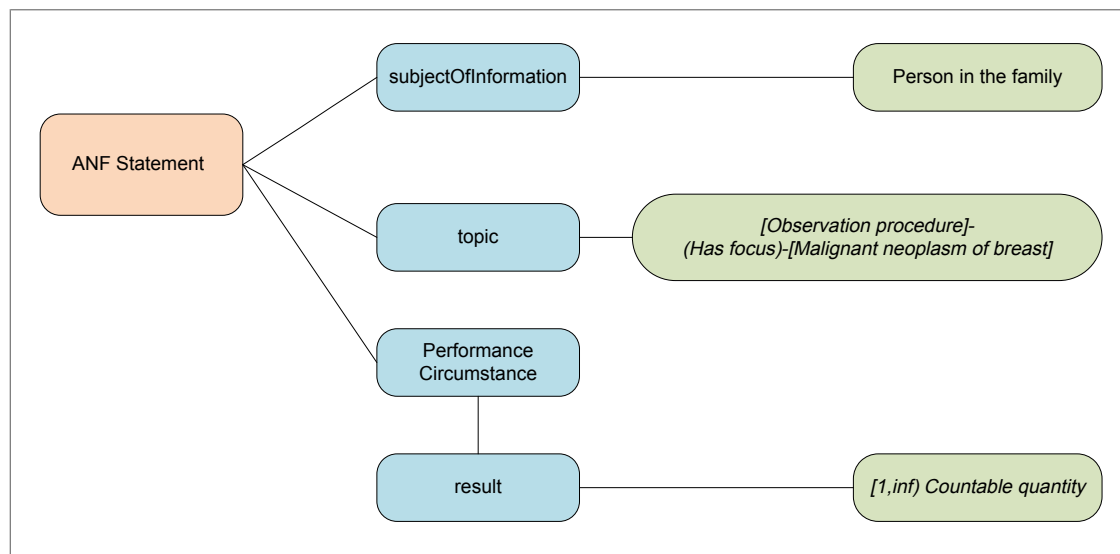 subjectOfInformation
Person in the family
ANF Statement
topic
[Observation procedure]-
(Has focus)-[Malignant neoplasm of breast]
Performance
Circumstance
result
[1,inf) Countable quantity